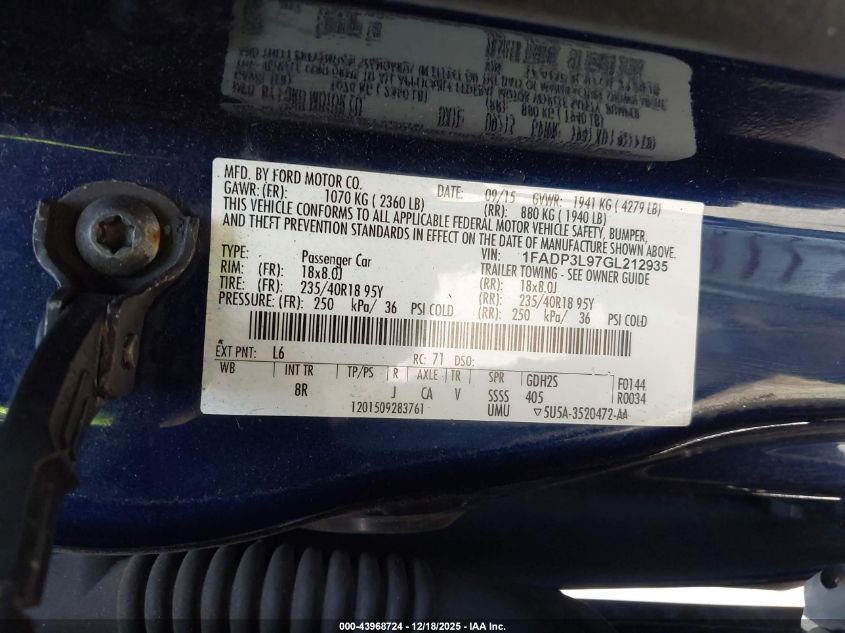 MFD. BY FORD MOTOR CO.
DATE: 09/15 GVWR: 1941 KG ( 4279 LB)
GAWR: (FR): 1070 KG ( 2360 LB) (RR): 880 KG ( 1940 LB)
THIS VEHICLE CONFORMS TO ALL APPLICABLE FEDERAL MOTOR VEHICLE SAFETY, BUMPER,
AND THEFT PREVENTION STANDARDS IN EFFECT ON THE DATE OF MANUFACTURE SHOWN ABOVE.
VIN: 1FADP3L97GL212935
TYPE: Passenger Car TRAILER TOWING - SEE OWNER GUIDE
RIM: (FR): 18x8.0J (RR): 18x8.0J
TIRE: (FR): 235/40R18 95Y (RR): 235/40R18 95Y
PRESSURE: (FR): 250 kPa/ 36 PSI COLD (RR): 250 kPa/ 36 PSI COLD
EXT PNT: L6 RC: 71 DSO:
WB INT TR TP/PS R AXLE TR SPR GDH2S F0144
8R J CA V SSSS 405 R0034
1201509283761 UMU ▽5U5A-3520472-AA
000-43968724 - 12/18/2025 - IAA Inc.